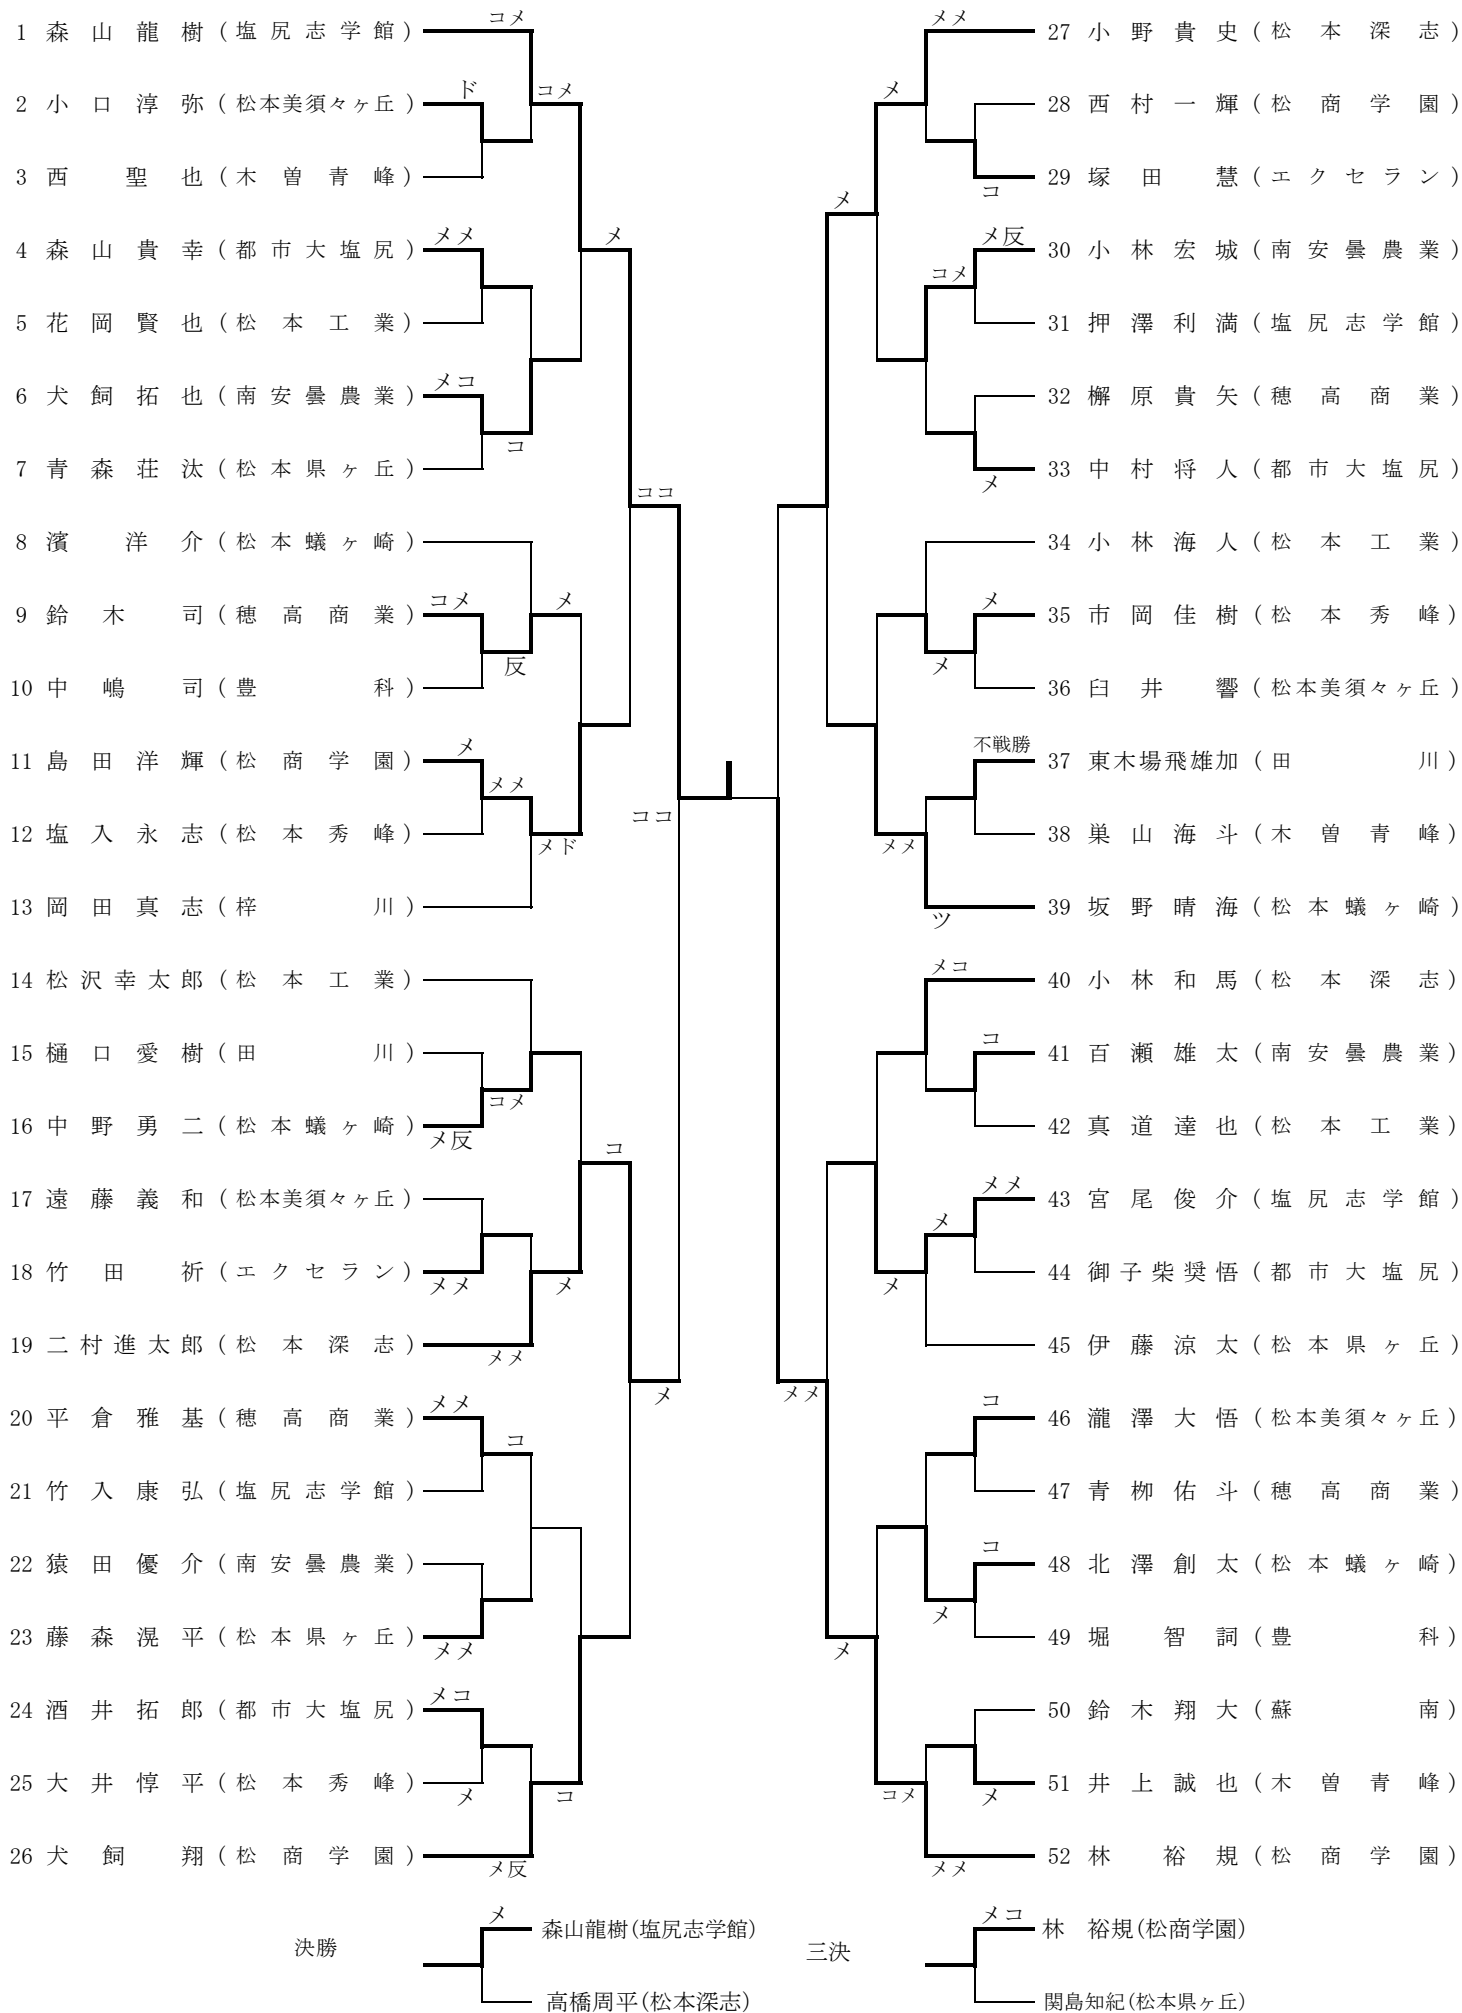 コメ
1 森山龍樹(塩尻志学館)
ド
コメ
2 小口淳弥(松本美須々ヶ丘)
3 西聖也(木曽青峰)
メメ
メ
4 森山貴幸(都市大塩尻)
5 花岡賢也(松本工業)
メコ
6 犬飼拓也(南安曇農業)
コ
7 青森荘汰(松本県ヶ丘)
ココ
8 濱洋介(松本蟻ヶ崎)
コメ
メ
9 鈴木司(穂高商業)
反
10 中嶋司(豊科)
メ
11 島田洋輝(松商学園)
メメ
ココ
12 塩入永志(松本秀峰)
メド
13 岡田真志(梓川)
14 松沢幸太郎(松本工業)
15 樋口愛樹(田川)
コメ
16 中野勇二(松本蟻ヶ崎)
メ反
コ
17 遠藤義和(松本美須々ヶ丘)
18 竹田祈(エクセラン)
メメ
メ
19 二村進太郎(松本深志)
メメ
メ
メメ
20 平倉雅基(穂高商業)
コ
21 竹入康弘(塩尻志学館)
22 猿田優介(南安曇農業)
23 藤森滉平(松本県ヶ丘)
メメ
メコ
24 酒井拓郎(都市大塩尻)
25 大井惇平(松本秀峰)
メ
コ
26 犬飼翔(松商学園)
メ反
メメ
27 小野貴史(松本深志)
メ
28 西村一輝(松商学園)
29 塚田慧(エクセラン)
コ
メ
メ反
30 小林宏城(南安曇農業)
コメ
31 押澤利満(塩尻志学館)
32 檞原貴矢(穂高商業)
33 中村将人(都市大塩尻)
メ
34 小林海人(松本工業)
メ
35 市岡佳樹(松本秀峰)
メ
36 臼井響(松本美須々ヶ丘)
不戦勝
37 東木場飛雄加(田川)
38 巣山海斗(木曽青峰)
メメ
39 坂野晴海(松本蟻ヶ崎)
ツ
メコ
40 小林和馬(松本深志)
コ
41 百瀬雄太(南安曇農業)
42 真道達也(松本工業)
メメ
43 宮尾俊介(塩尻志学館)
メ
44 御子柴奨悟(都市大塩尻)
メ
45 伊藤涼太(松本県ヶ丘)
メメ
コ
46 瀧澤大悟(松本美須々ヶ丘)
47 青栁佑斗(穂高商業)
コ
48 北澤創太(松本蟻ヶ崎)
メ
49 堀智詞(豊科)
メ
50 鈴木翔大(蘇南)
51 井上誠也(木曽青峰)
コメ
メ
52 林裕規(松商学園)
メメ
メ
森山龍樹(塩尻志学館)
決勝
高橋周平(松本深志)
メコ
林 裕規(松商学園)
三決
関島知紀(松本県ヶ丘)